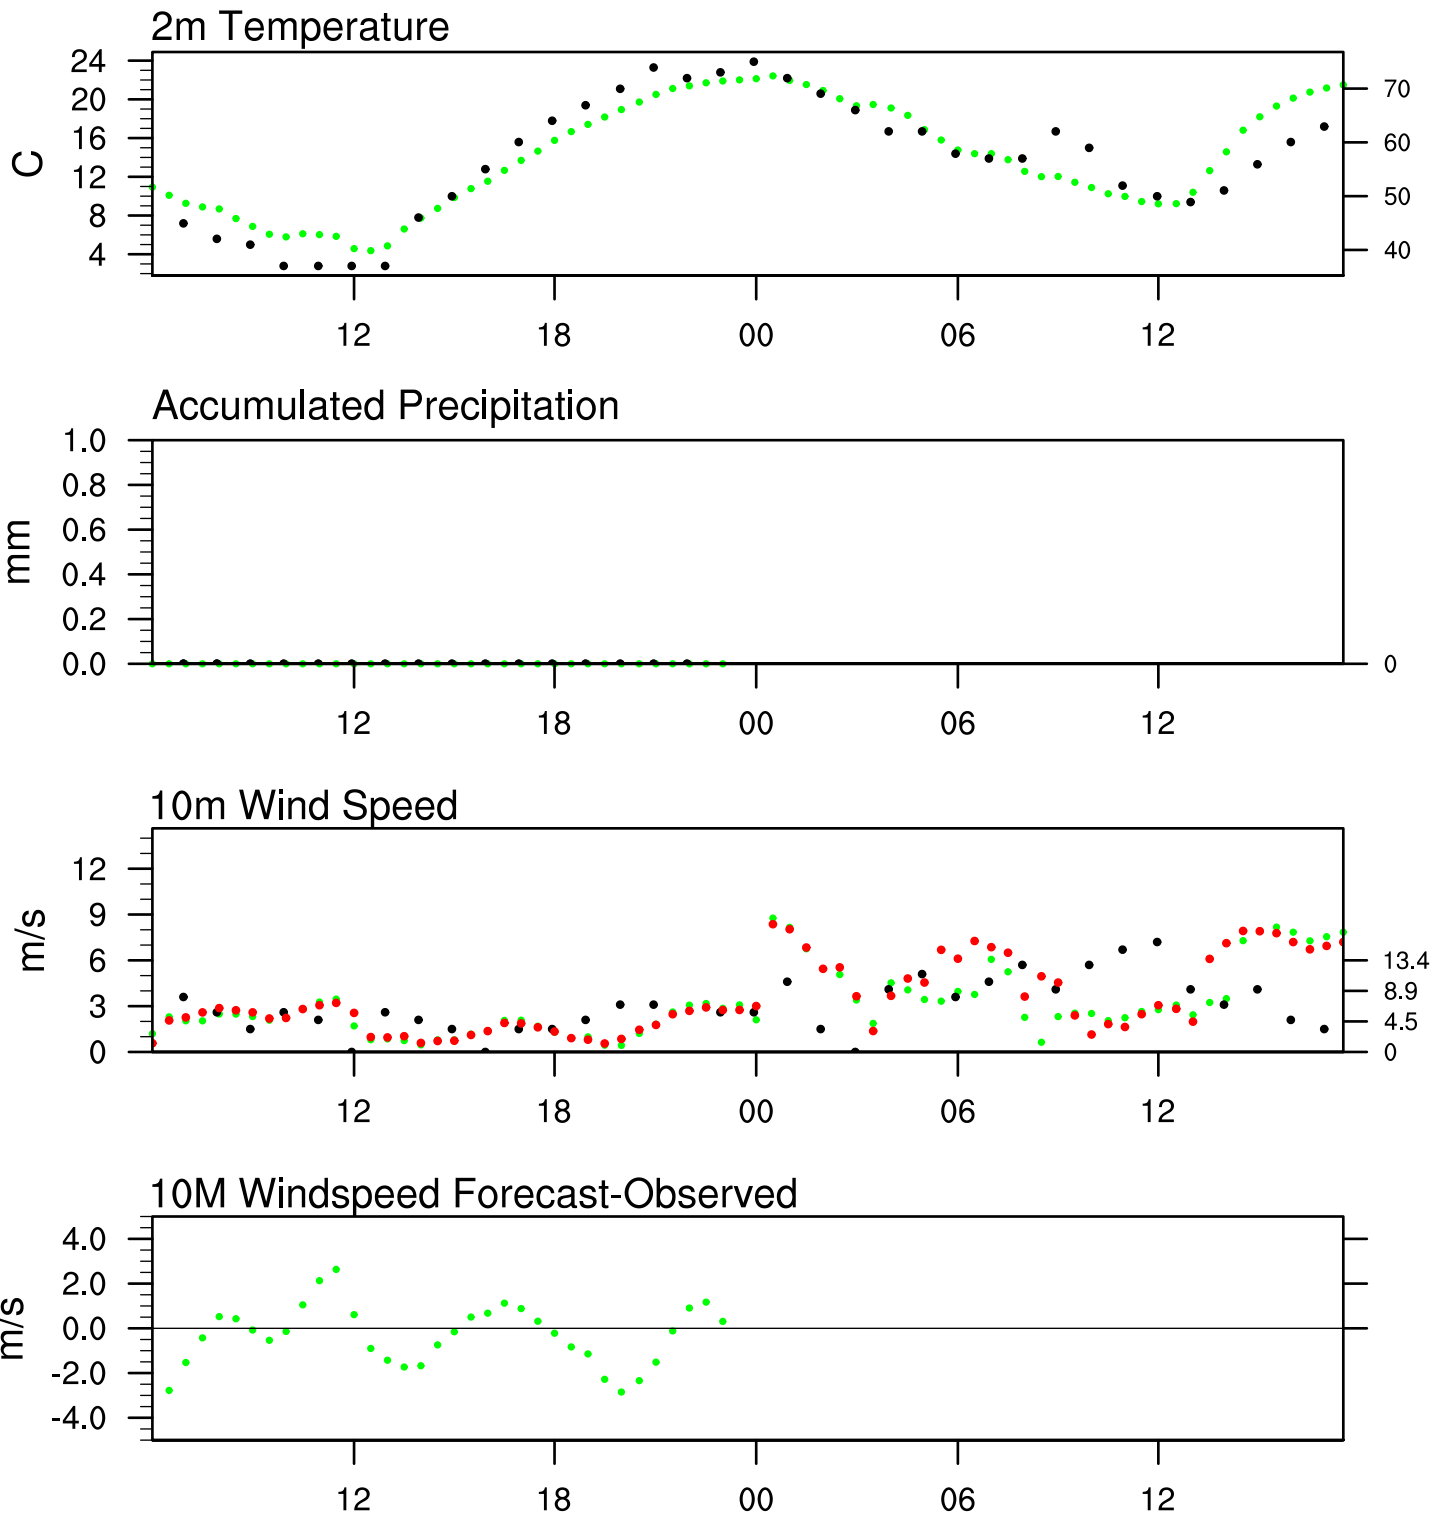 2m Temperature
24
20
16
12
8
4
C
70
60
50
40
12 18 00 06 12
Accumulated Precipitation
1.0
0.8
0.6
0.4
0.2
0.0
mm
0
12 18 00 06 12
10m Wind Speed
12
9
6
3
0
m/s
13.4
8.9
4.5
0
12 18 00 06 12
10M Windspeed Forecast-Observed
4.0
2.0
0.0
-2.0
-4.0
m/s
12 18 00 06 12